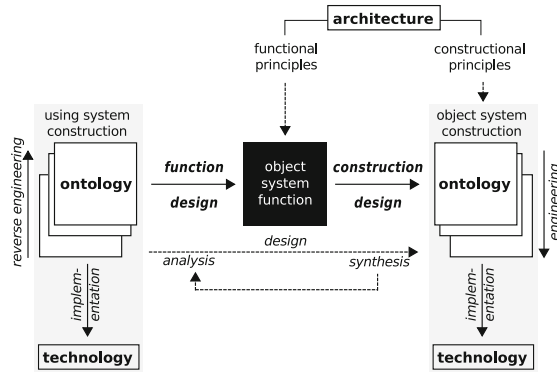 architecture
functional
principles
constructional
principles
using system
construction
object system
construction
reverse engineering
ontology
function
design
object
system
function
construction
design
ontology
engineering
design
analysis
synthesis
implem-
entation
implem-
entation
technology
technology